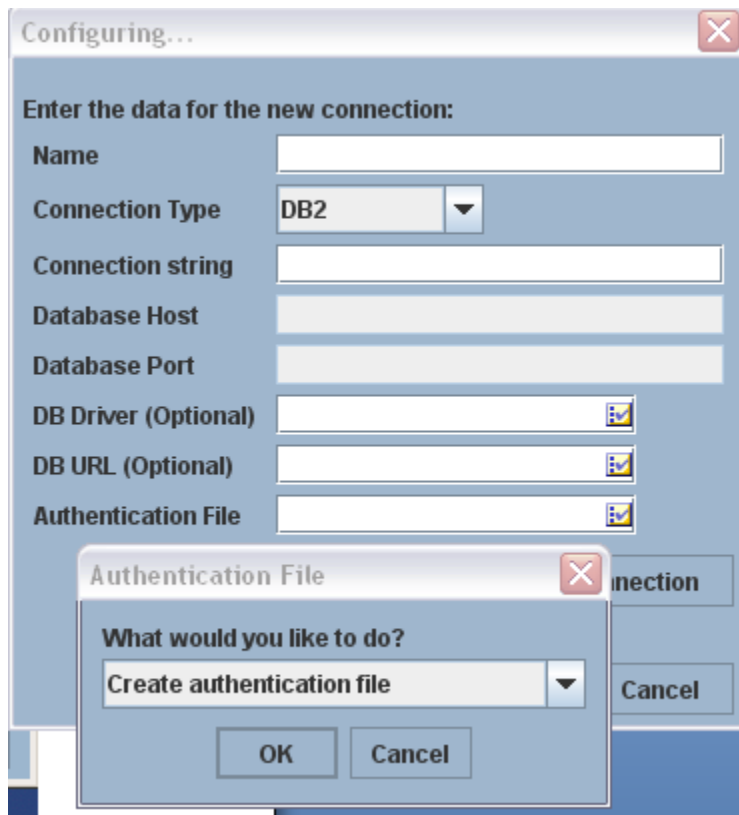 Configuring...
Enter the data for the new connection:
Name
Connection Type DB2
Connection string
Database Host
Database Port
DB Driver (Optional)
DB URL (Optional)
Authentication File
nnection
Authentication File
What would you like to do?
Create authentication file
OK Cancel
Cancel